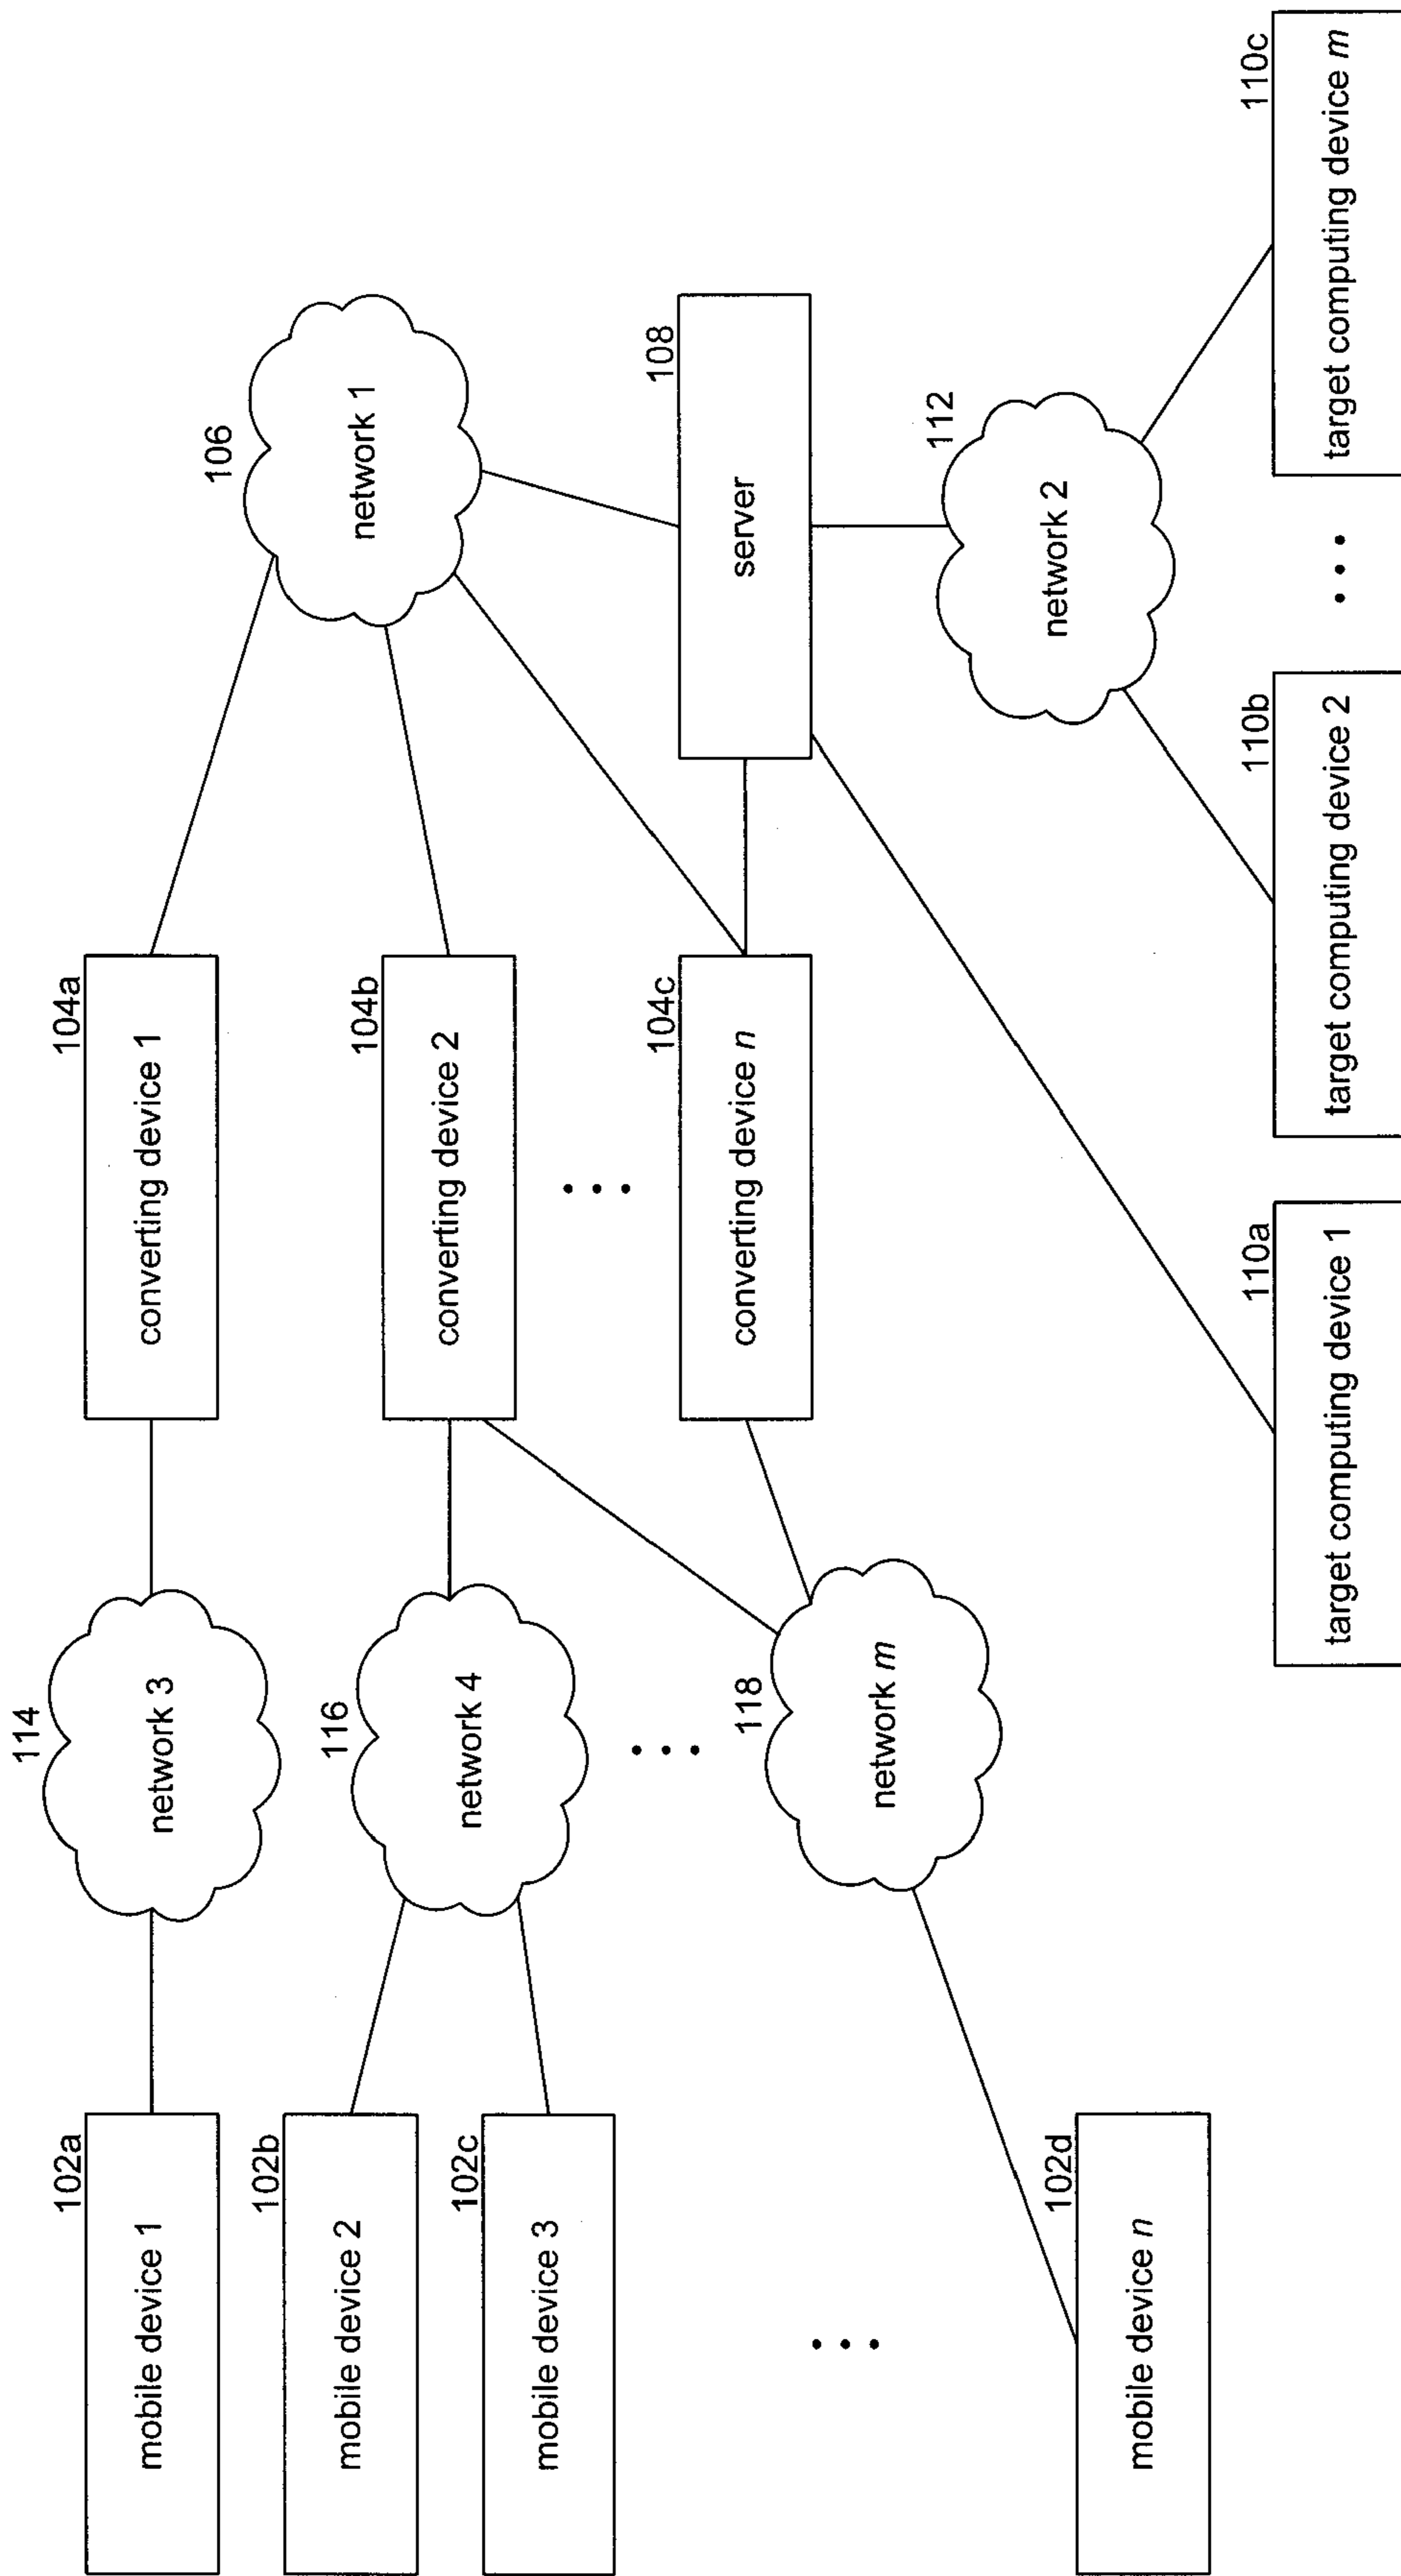 102a
mobile device 1
102b
mobile device 2
102c
mobile device 3
102d
mobile device n
114
network 3
116
network 4
118
network m
104a
converting device 1
104b
converting device 2
104c
converting device n
106
network 1
108
server
112
network 2
110a
target computing device 1
110b
target computing device 2
110c
target computing device m